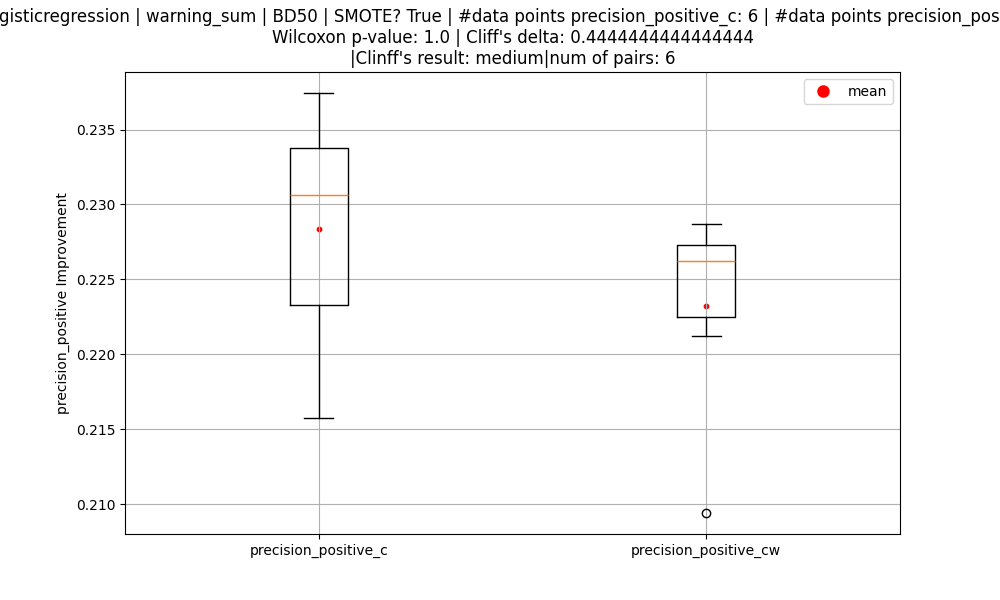 gisticregression | warning_sum | BD50 | SMOTE? True | #data points precision_positive_c: 6 | #data points precision_pos
Wilcoxon p-value: 1.0 | Cliff's delta: 0.4444444444444444
|Clinff's result: medium|num of pairs: 6
mean
0.235
0.230
0.225
0.220
0.215
0.210
precision_positive Improvement
precision_positive_c
precision_positive_cw